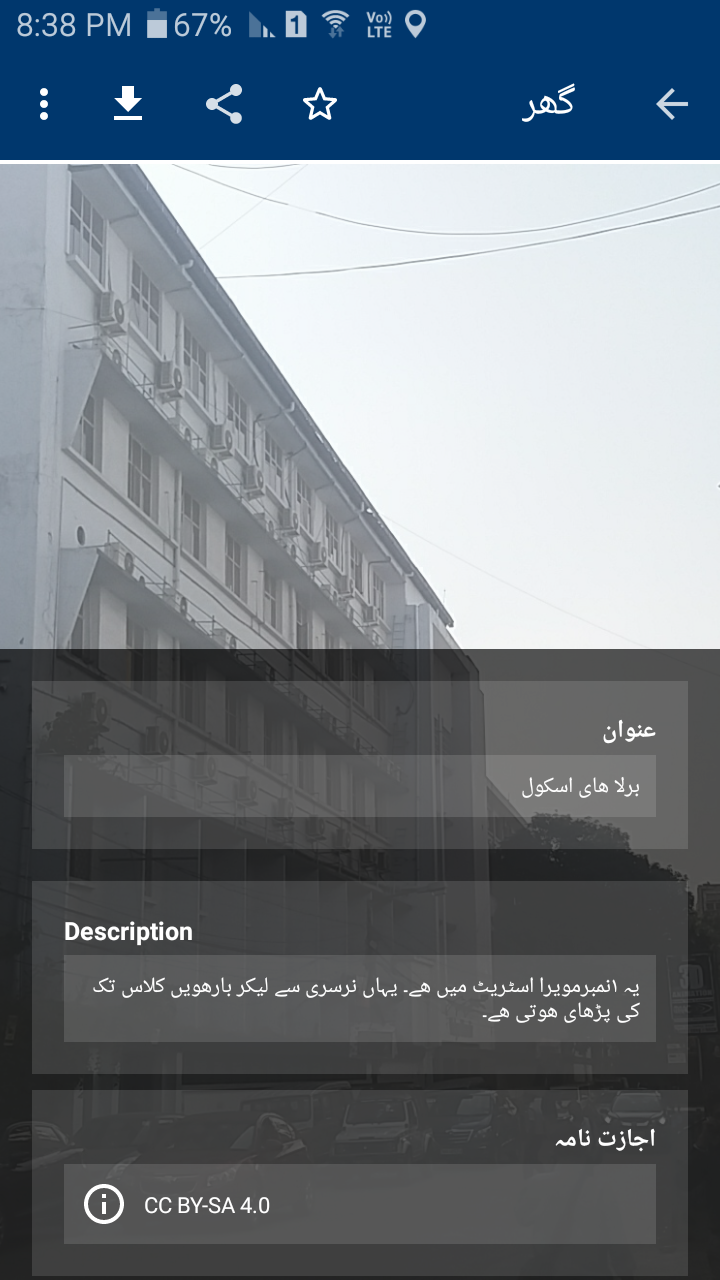 8:38 PM 67% 1 Vo)) LTE
گھر
عنوان
برلا ھای اسکول
Description
یہ ۱نمبرمویرا اسٹریٹ میں ھے۔ یہاں نرسری سے لیکر بارھویں کلاس تک
کی پڑھای ھوتی ھے۔
اجازت نامہ
CC BY-SA 4.0